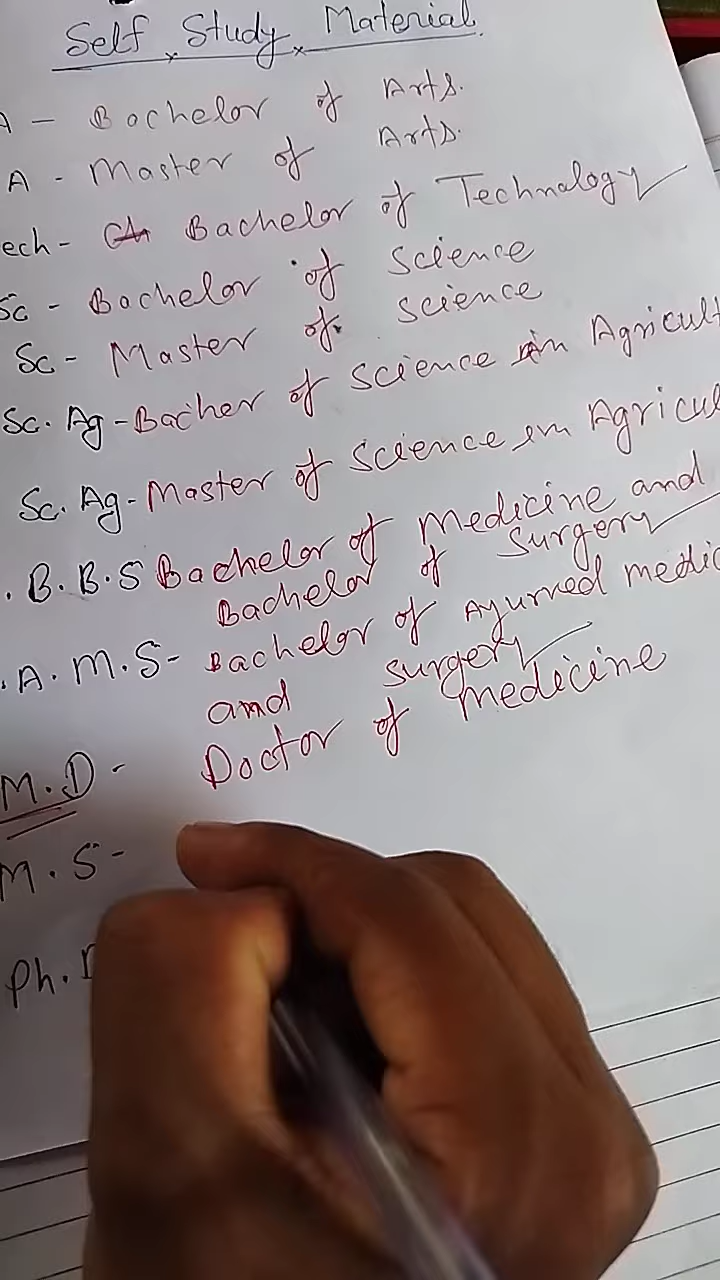 Self Study Material
A - Bachelor of Arts.
A - Master of Arts.
ech- Bachelor of Technology
Sc - Bachelor of Science
Sc - Master of science
Sc. Ag - Bacher of science in Agricult
Sc. Ag - Master of Science in Agricul
. B. B. S Bachelor of Medicine and
Bachelor of Surgery
. A. M. S - Bachelor of Ayurved medic
and surgery
M. D - Doctor of medicine
M. S -
Ph. D